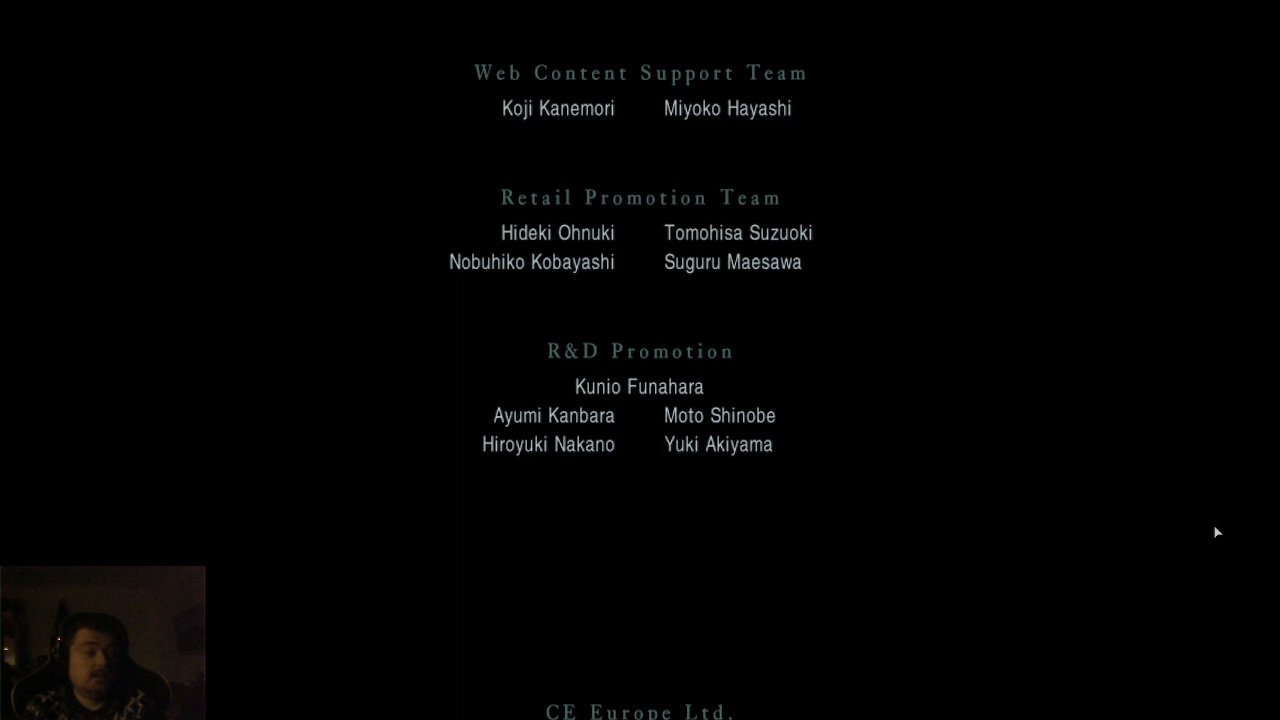 Web Content Support Team
Koji Kanemori Miyoko Hayashi
Retail Promotion Team
Hideki Ohnuki Tomohisa Suzuoki
Nobuhiko Kobayashi Suguru Maesawa
R&D Promotion
Kunio Funahara
Ayumi Kanbara Moto Shinobe
Hiroyuki Nakano Yuki Akiyama
CE Europe Ltd.